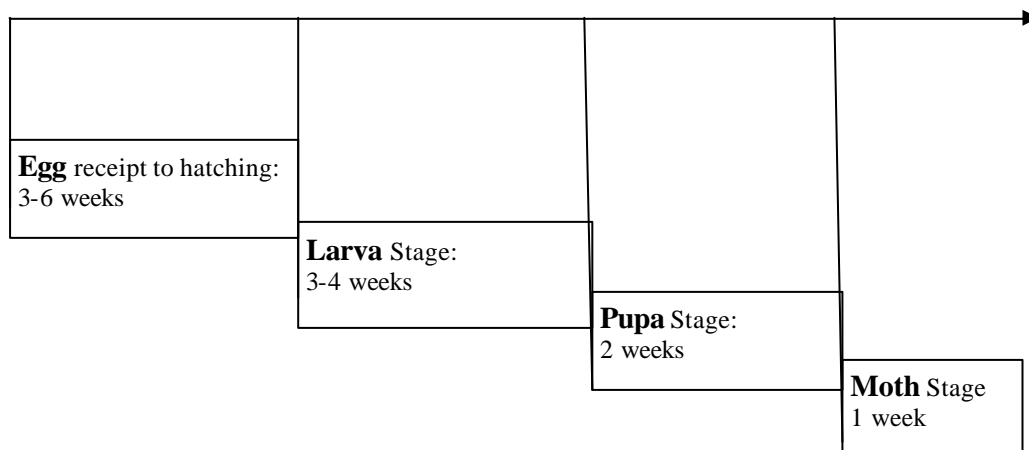 Egg receipt to hatching:
3-6 weeks
Larva Stage:
3-4 weeks
Pupa Stage:
2 weeks
Moth Stage
1 week